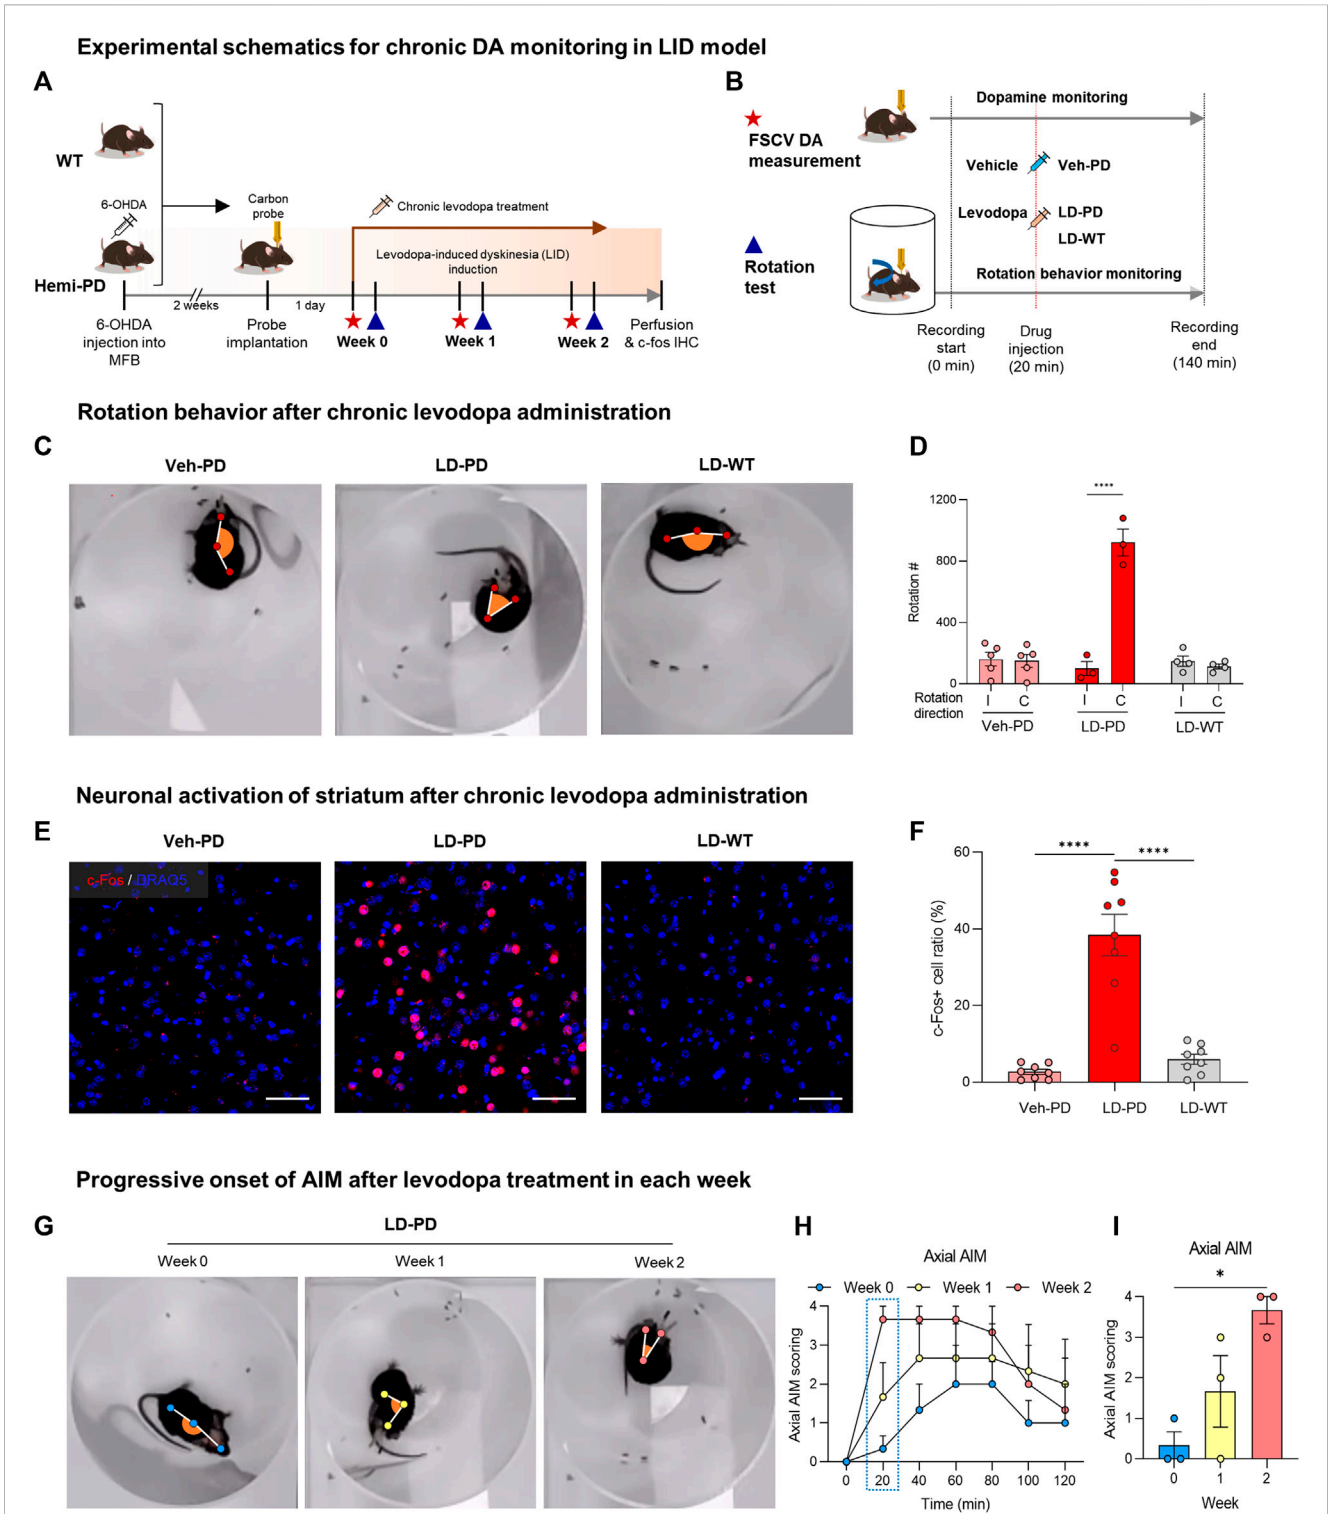 Experimental schematics for chronic DA monitoring in LID model
A
WT
6-OHDA
Hemi-PD
Carbon
probe
Chronic levodopa treatment
Levodopa-induced dyskinesia (LID)
induction
2 weeks
1 day
6-OHDA
injection into
MFB
Probe
implantation
Week 0
Week 1
Week 2
Perfusion
& c-fos IHC
B
FSCV DA
measurement
Rotation
test
Dopamine monitoring
Vehicle
Veh-PD
Levodopa
LD-PD
LD-WT
Rotation behavior monitoring
Recording
start
(0 min)
Drug
injection
(20 min)
Recording
end
(140 min)
Rotation behavior after chronic levodopa administration
C
Veh-PD
LD-PD
LD-WT
D
1200
800
400
0
Rotation #
****
Rotation
direction
I C I C I C
Veh-PD LD-PD LD-WT
Neuronal activation of striatum after chronic levodopa administration
E
Veh-PD
LD-PD
LD-WT
c-Fos / DRAQ5
F
60
40
20
0
c-Fos+ cell ratio (%)
**** ****
Veh-PD LD-PD LD-WT
Progressive onset of AIM after levodopa treatment in each week
G
LD-PD
Week 0
Week 1
Week 2
H
Axial AIM
Week 0 Week 1 Week 2
4
3
2
1
0
Axial AIM scoring
0 20 40 60 80 100 120
Time (min)
I
Axial AIM
*
4
3
2
1
0
Axial AIM scoring
0 1 2
Week